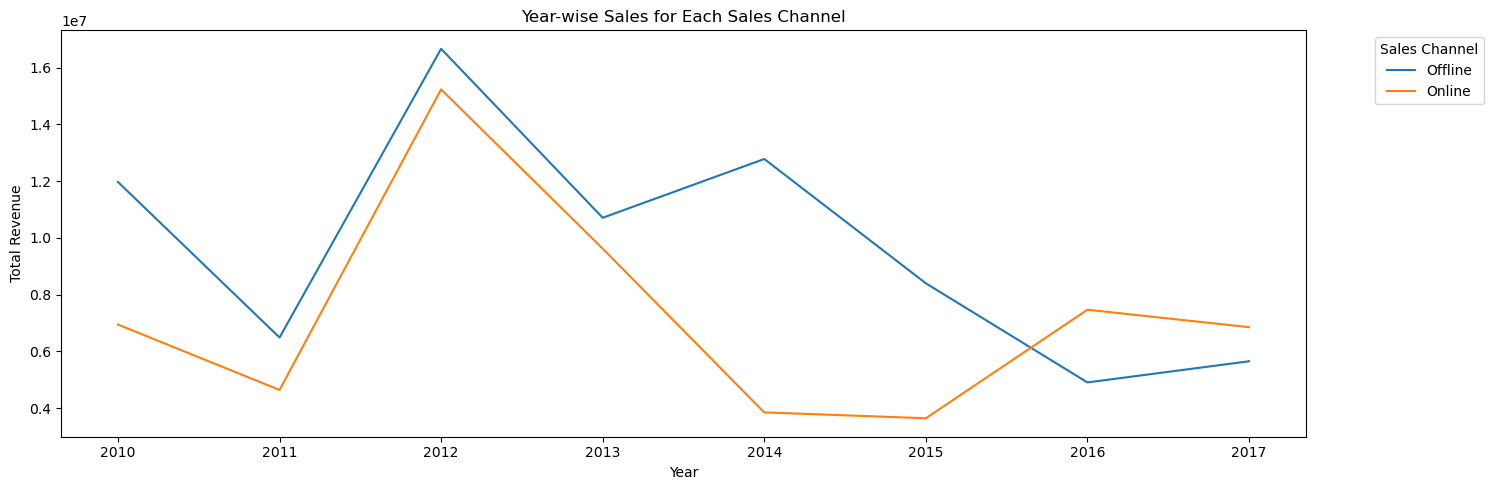 Year-wise Sales for Each Sales Channel
1e7
Sales Channel
Offline
Online
1.6
1.4
1.2
1.0
0.8
0.6
0.4
Total Revenue
2010 2011 2012 2013 2014 2015 2016 2017
Year